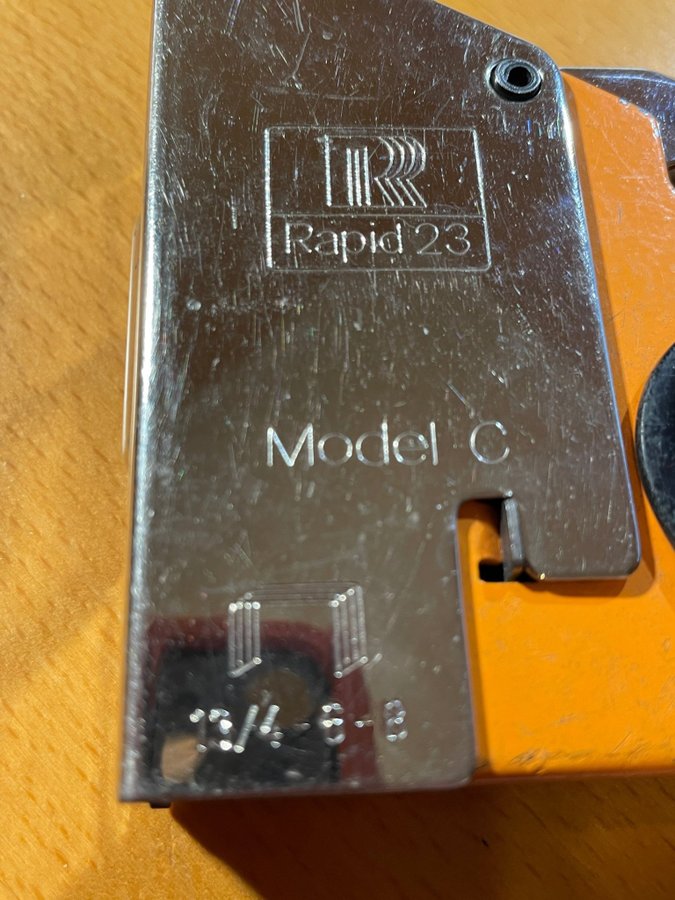 R
Rapid 23
Model C
13/4-6-8